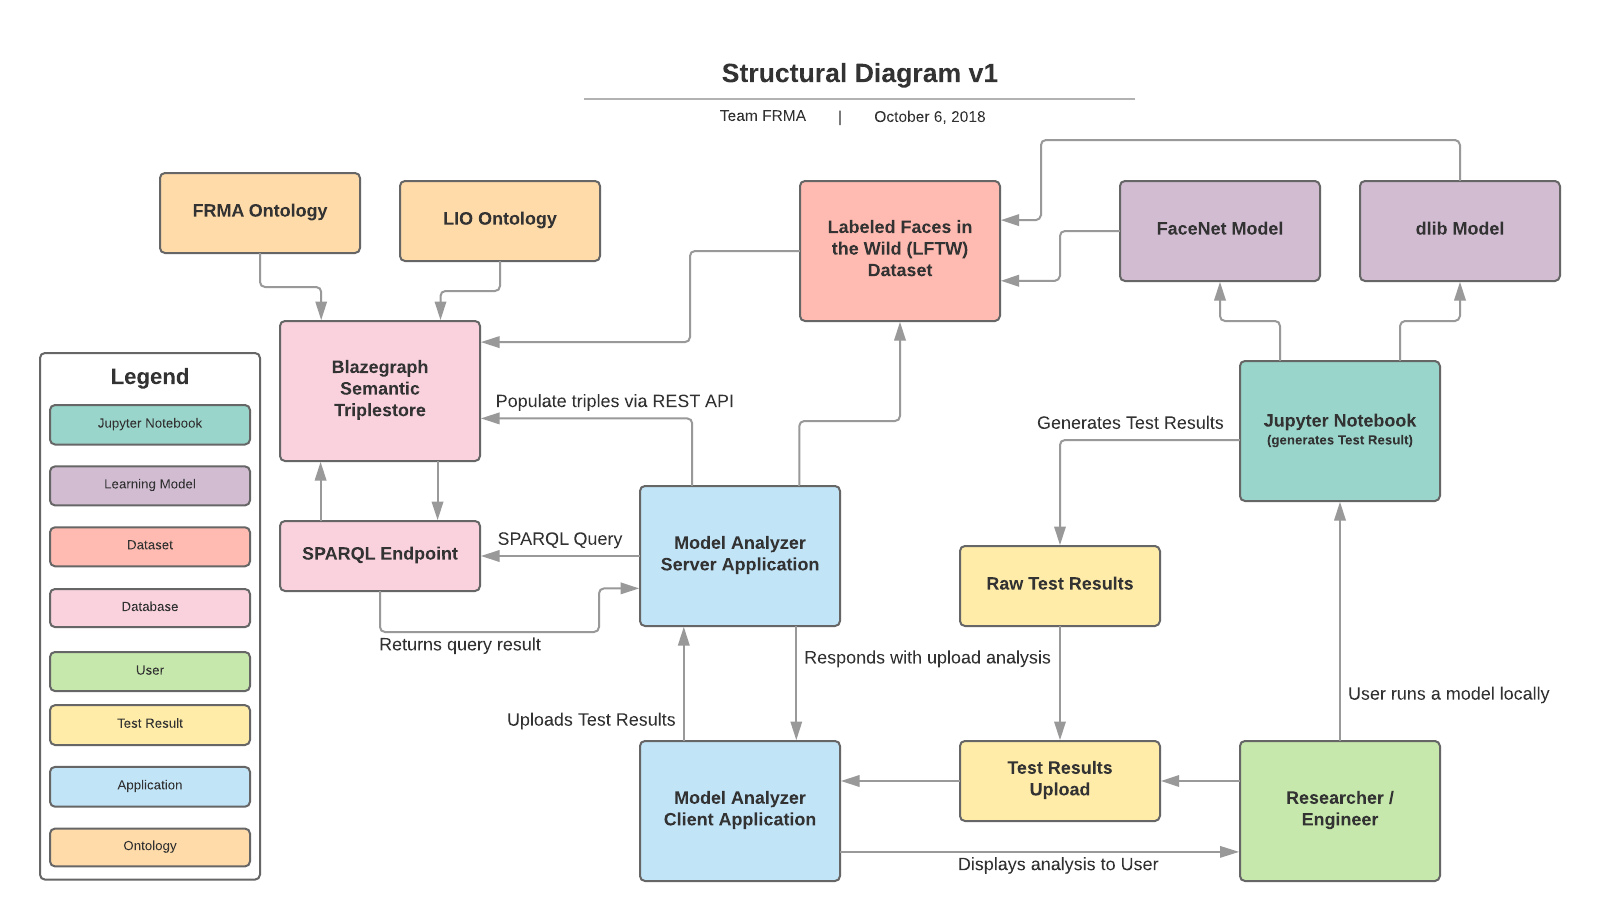 Structural Diagram v1
Team FRMA | October 6, 2018
FRMA Ontology
LIO Ontology
Labeled Faces in
the Wild (LFTW)
Dataset
FaceNet Model
dlib Model
Blazegraph
Semantic
Triplestore
Populate triples via REST API
Generates Test Results
Jupyter Notebook
(generates Test Result)
Legend
Jupyter Notebook
Learning Model
Dataset
Database
User
Test Result
Application
Ontology
SPARQL Endpoint
SPARQL Query
Returns query result
Model Analyzer
Server Application
Raw Test Results
Responds with upload analysis
Uploads Test Results
User runs a model locally
Model Analyzer
Client Application
Test Results
Upload
Researcher /
Engineer
Displays analysis to User